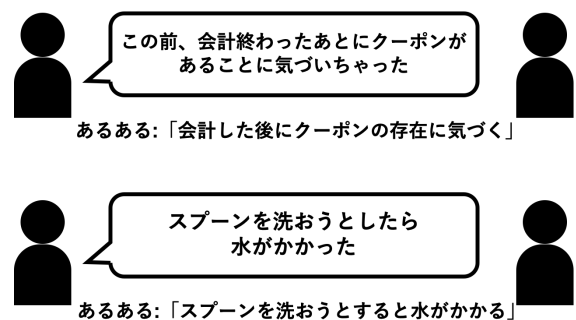 この前、会計終わったあとにクーポンが
あることに気づいちゃった
あるある:「会計した後にクーポンの存在に気づく」
スプーンを洗おうとしたら
水がかかった
あるある:「スプーンを洗おうとすると水がかかる」